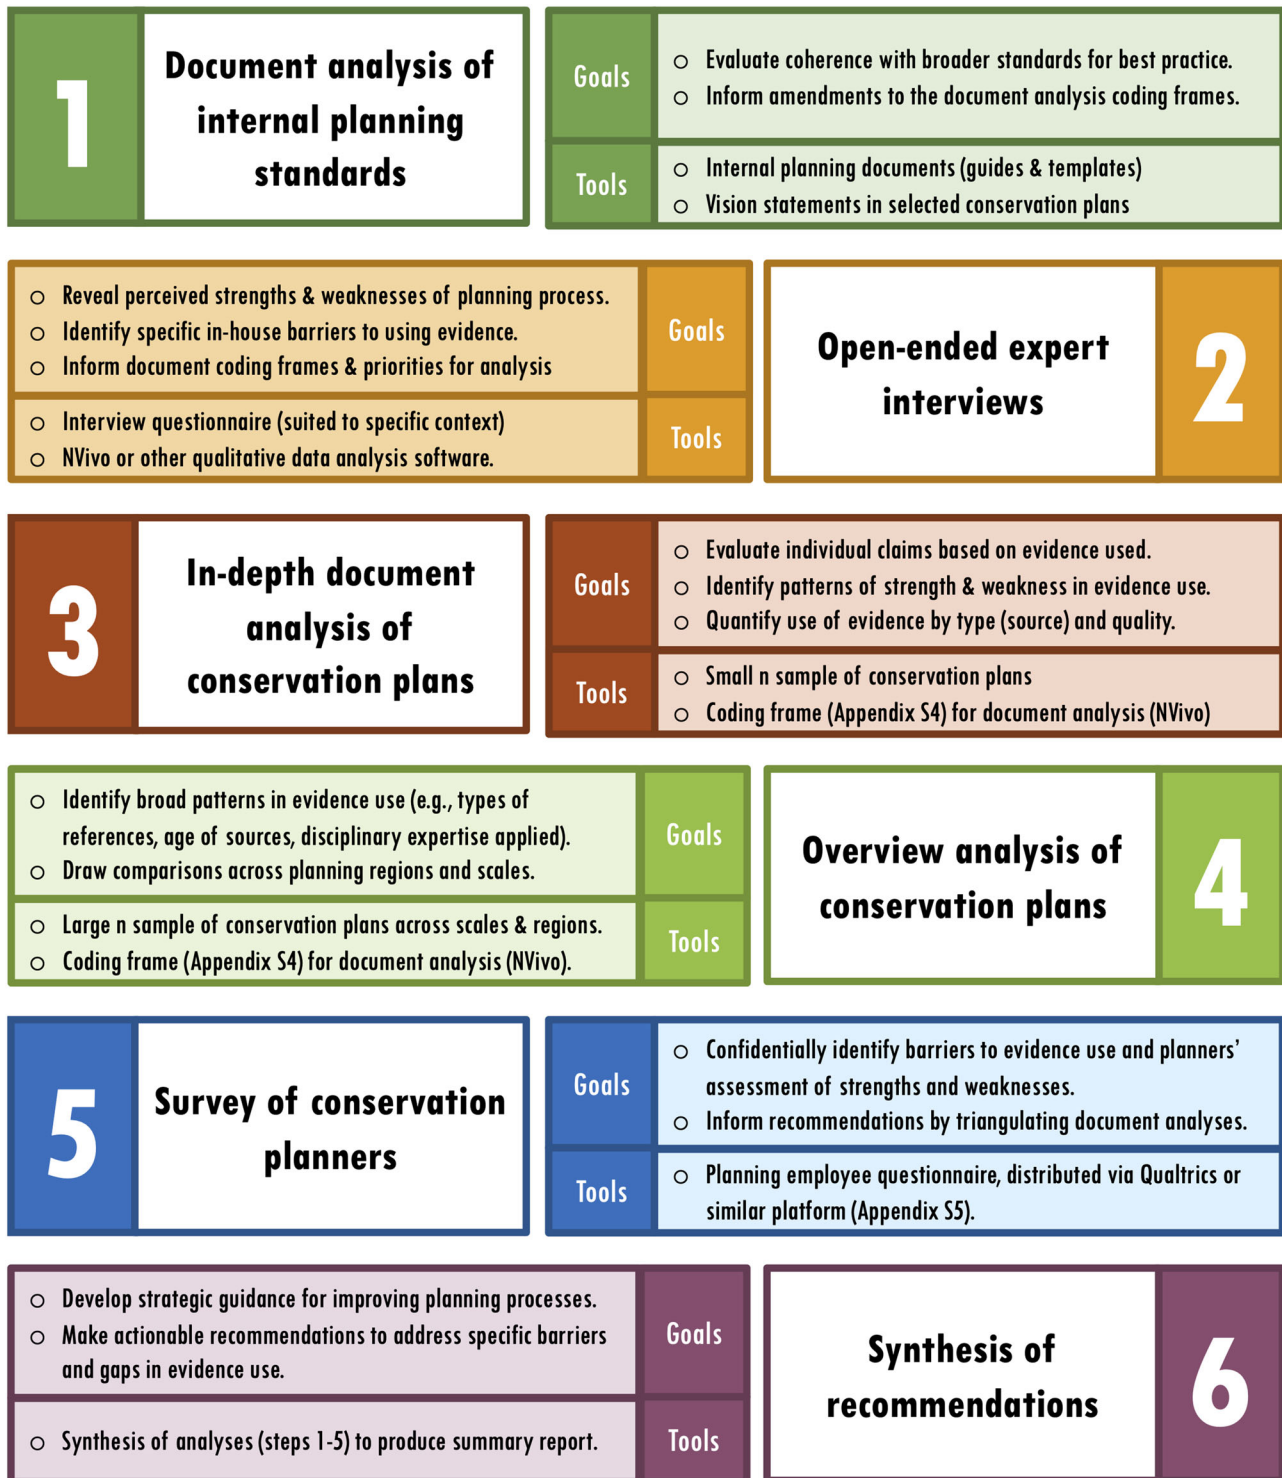 1
Document analysis of
internal planning
standards
Goals
○ Evaluate coherence with broader standards for best practice.
○ Inform amendments to the document analysis coding frames.
Tools
○ Internal planning documents (guides & templates)
○ Vision statements in selected conservation plans
○ Reveal perceived strengths & weaknesses of planning process.
○ Identify specific in-house barriers to using evidence.
○ Inform document coding frames & priorities for analysis
Goals
○ Interview questionnaire (suited to specific context)
○ NVivo or other qualitative data analysis software.
Tools
Open-ended expert
interviews
2
3
In-depth document
analysis of
conservation plans
Goals
○ Evaluate individual claims based on evidence used.
○ Identify patterns of strength & weakness in evidence use.
○ Quantify use of evidence by type (source) and quality.
Tools
○ Small n sample of conservation plans
○ Coding frame (Appendix S4) for document analysis (NVivo)
○ Identify broad patterns in evidence use (e.g., types of
references, age of sources, disciplinary expertise applied).
○ Draw comparisons across planning regions and scales.
Goals
○ Large n sample of conservation plans across scales & regions.
○ Coding frame (Appendix S4) for document analysis (NVivo).
Tools
Overview analysis of
conservation plans
4
5
Survey of conservation
planners
Goals
○ Confidentially identify barriers to evidence use and planners’
assessment of strengths and weaknesses.
○ Inform recommendations by triangulating document analyses.
Tools
○ Planning employee questionnaire, distributed via Qualtrics or
similar platform (Appendix S5).
○ Develop strategic guidance for improving planning processes.
○ Make actionable recommendations to address specific barriers
and gaps in evidence use.
Goals
○ Synthesis of analyses (steps 1-5) to produce summary report.
Tools
Synthesis of
recommendations
6